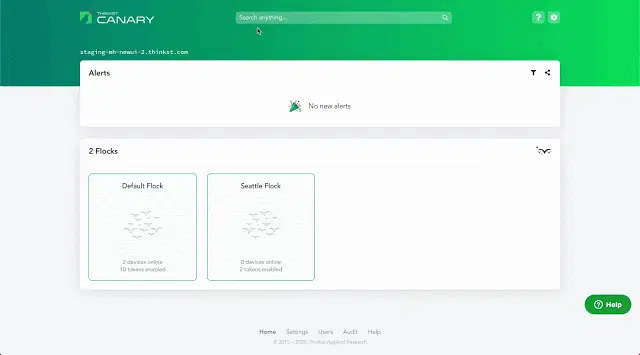 THINKST
CANARY
Search anything...
?
staging-mh-newui-2.thinkst.com
Alerts
No new alerts
2 Flocks
Default Flock
2 devices online
10 tokens enabled
Seattle Flock
0 devices online
2 tokens enabled
? Help
Home Settings Users Audit Help
© 2015 - 2020, Thinkst Applied Research